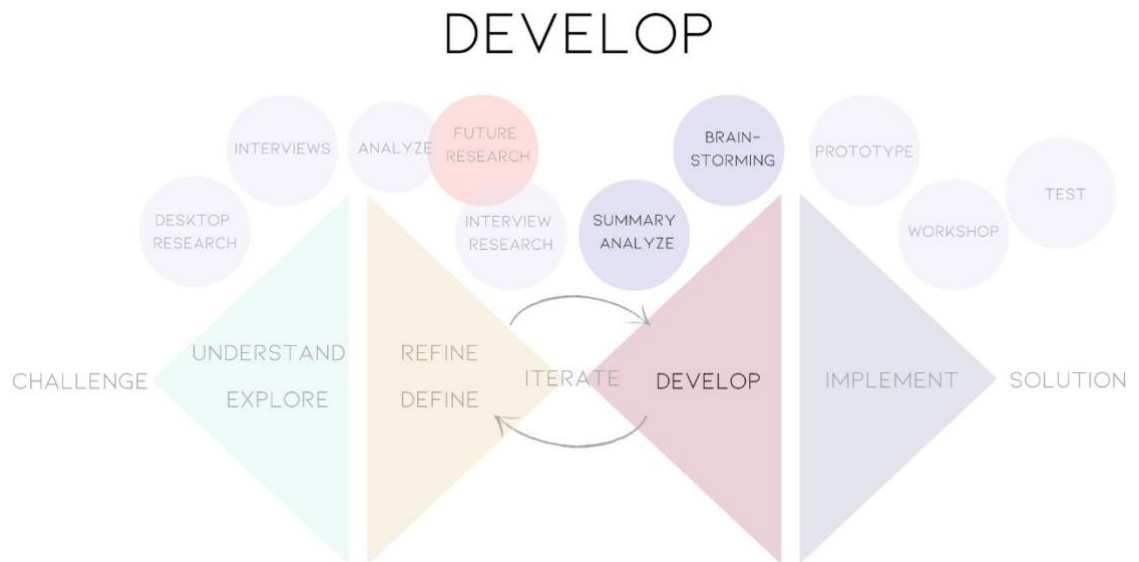 DEVELOP
INTERVIEWS
ANALYZE
FUTURE
RESEARCH
BRAIN-
STORMING
PROTOTYPE
DESKTOP
RESEARCH
INTERVIEW
RESEARCH
SUMMARY
ANALYZE
WORKSHOP
TEST
CHALLENGE
UNDERSTAND
EXPLORE
REFINE
DEFINE
ITERATE
DEVELOP
IMPLEMENT
SOLUTION